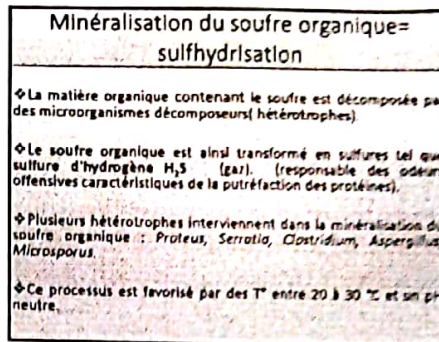 Minéralisation du soufre organique=
sulfhydrisation
❖La matière organique contenant le soufre est décomposée pa
des microorganismes décomposeurs( hétérotrophes).
❖Le soufre organique est ainsi transformé en sulfures tel que
sulfure d'hydrogène H₂S (gaz). (responsable des odeur
offensives caractéristiques de la putréfaction des protéines).
❖Plusieurs hétérotrophes interviennent dans la minéralisation du
soufre organique : Proteus, Serratia, Clostridium, Aspergillus,
Microsporus.
❖Ce processus est favorisé par des T° entre 20 à 30 °C et un pH
neutre.